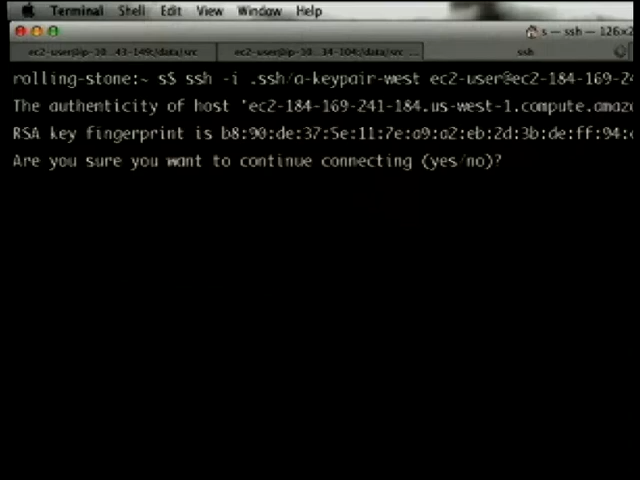 Terminal Shell Edit View Window Help
s — ssh — 126×2
ec2-user@ip-10...43-149:/data/src ec2-user@ip-10...34-104:/data/src ... ssh
rolling-stone:~ s$ ssh -i .ssh/a-keypair-west ec2-user@ec2-184-169-24
The authenticity of host 'ec2-184-169-241-184.us-west-1.compute.amazo
RSA key fingerprint is b8:90:de:37:5e:11:7e:a9:a2:eb:2d:3b:de:ff:94:
Are you sure you want to continue connecting (yes/no)?